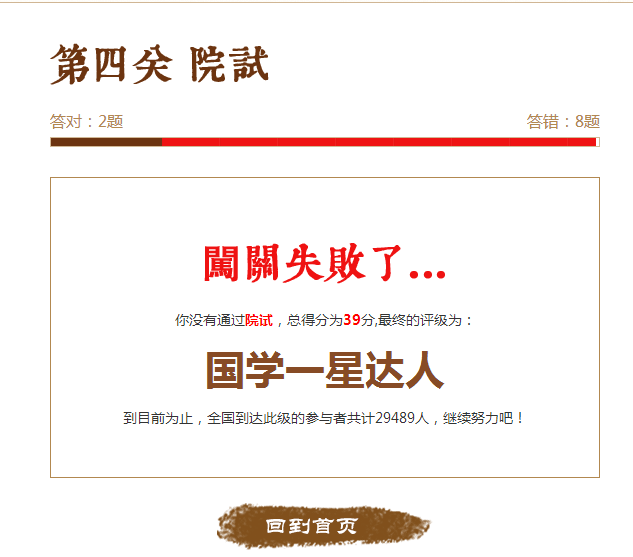 第四关 院試
答对：2题 答错：8题
闖關失敗了...
你没有通过院试，总得分为39分,最终的评级为：
国学一星达人
到目前为止，全国到达此级的参与者共计29489人，继续努力吧！
回到首页